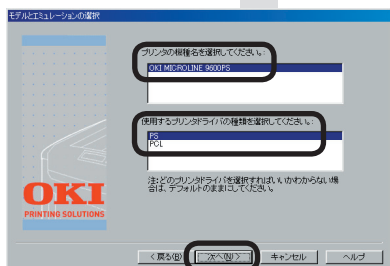 モデルとエミュレーションの選択
プリンタの機種名を選択してください。:
OKI MICROLINE 9600PS
使用するプリンタドライバの種類を選択してください。:
PS
PCL
注:どのプリンタドライバを選択すればいいかわからない場
合は、デフォルトのままにしてください。
OKI
PRINTING SOLUTIONS
< 戻る(B)
次へ(N) >
キャンセル
ヘルプ